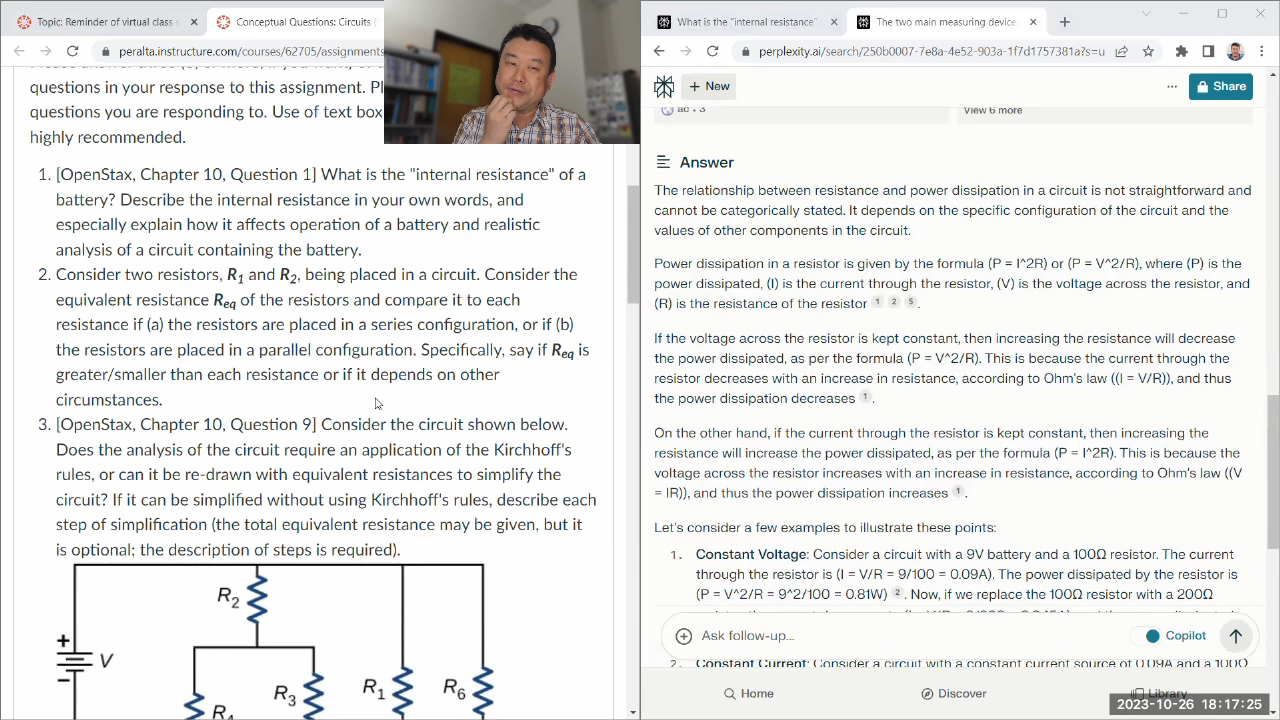 Topic: Reminder of virtual class s
Conceptual Questions: Circuits (
peralta.instructure.com/courses/62705/assignments
questions in your response to this assignment. Pl
questions you are responding to. Use of text box
highly recommended.
1. [OpenStax, Chapter 10, Question 1] What is the "internal resistance" of a
battery? Describe the internal resistance in your own words, and
especially explain how it affects operation of a battery and realistic
analysis of a circuit containing the battery.
2. Consider two resistors, R1 and R2, being placed in a circuit. Consider the
equivalent resistance Req of the resistors and compare it to each
resistance if (a) the resistors are placed in a series configuration, or if (b)
the resistors are placed in a parallel configuration. Specifically, say if Req is
greater/smaller than each resistance or if it depends on other
circumstances.
3. [OpenStax, Chapter 10, Question 9] Consider the circuit shown below.
Does the analysis of the circuit require an application of the Kirchhoff's
rules, or can it be re-drawn with equivalent resistances to simplify the
circuit? If it can be simplified without using Kirchhoff's rules, describe each
step of simplification (the total equivalent resistance may be given, but it
is optional; the description of steps is required).
R2
+
V
−
R3
R1
R6
R4
What is the "internal resistance"
The two main measuring device
perplexity.ai/search/250b0007-7e8a-4e52-903a-1f7d1757381a?s=u
+ New
Share
ac • 3
View 6 more
Answer
The relationship between resistance and power dissipation in a circuit is not straightforward and
cannot be categorically stated. It depends on the specific configuration of the circuit and the
values of other components in the circuit.
Power dissipation in a resistor is given by the formula (P = I^2R) or (P = V^2/R), where (P) is the
power dissipated, (I) is the current through the resistor, (V) is the voltage across the resistor, and
(R) is the resistance of the resistor 1 2 5.
If the voltage across the resistor is kept constant, then increasing the resistance will decrease
the power dissipated, as per the formula (P = V^2/R). This is because the current through the
resistor decreases with an increase in resistance, according to Ohm's law ((I = V/R)), and thus
the power dissipation decreases 1.
On the other hand, if the current through the resistor is kept constant, then increasing the
resistance will increase the power dissipated, as per the formula (P = I^2R). This is because the
voltage across the resistor increases with an increase in resistance, according to Ohm's law ((V
= IR)), and thus the power dissipation increases 1.
Let's consider a few examples to illustrate these points:
1. Constant Voltage: Consider a circuit with a 9V battery and a 100Ω resistor. The current
through the resistor is (I = V/R = 9/100 = 0.09A). The power dissipated by the resistor is
(P = V^2/R = 9^2/100 = 0.81W) 2. Now, if we replace the 100Ω resistor with a 200Ω
Ask follow-up...
Copilot
2. Constant Current: Consider a circuit with a constant current source of 0.09A and a 100Ω
Home
Discover
Library
2023-10-26 18:17:25